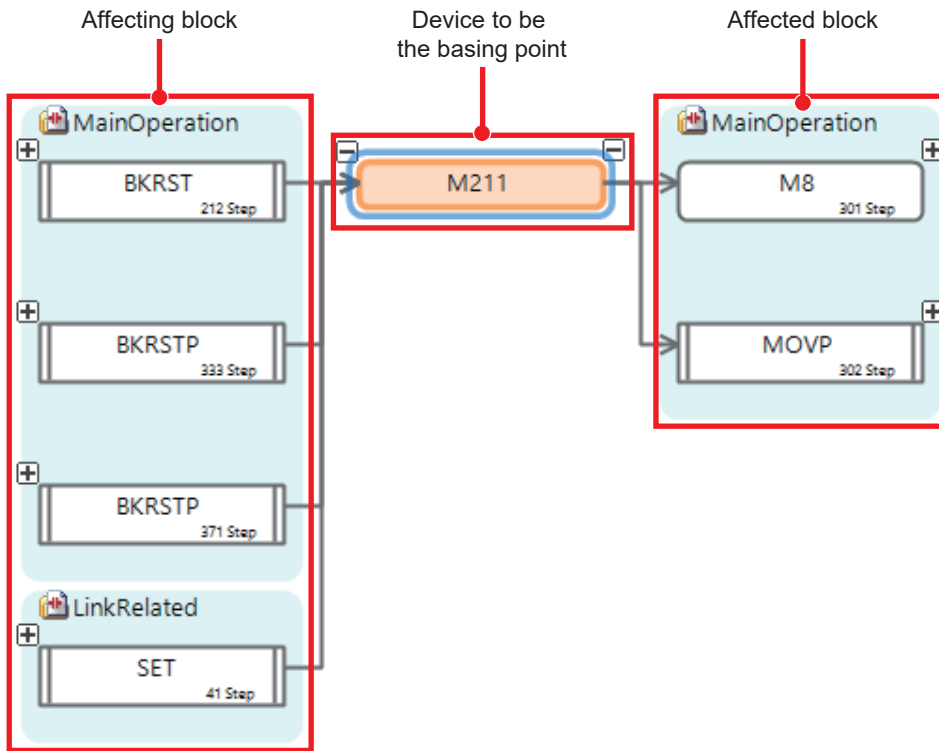 Affecting block
Device to be
the basing point
Affected block
MainOperation
BKRST
212 Step
BKRSTP
333 Step
BKRSTP
371 Step
LinkRelated
SET
41 Step
M211
MainOperation
M8
301 Step
MOVP
302 Step